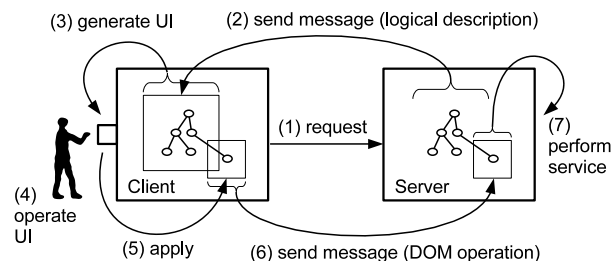 (3) generate UI
(2) send message (logical description)
(1) request
(7)
perform
service
(4)
operate
UI
Client
Server
(5) apply
(6) send message (DOM operation)